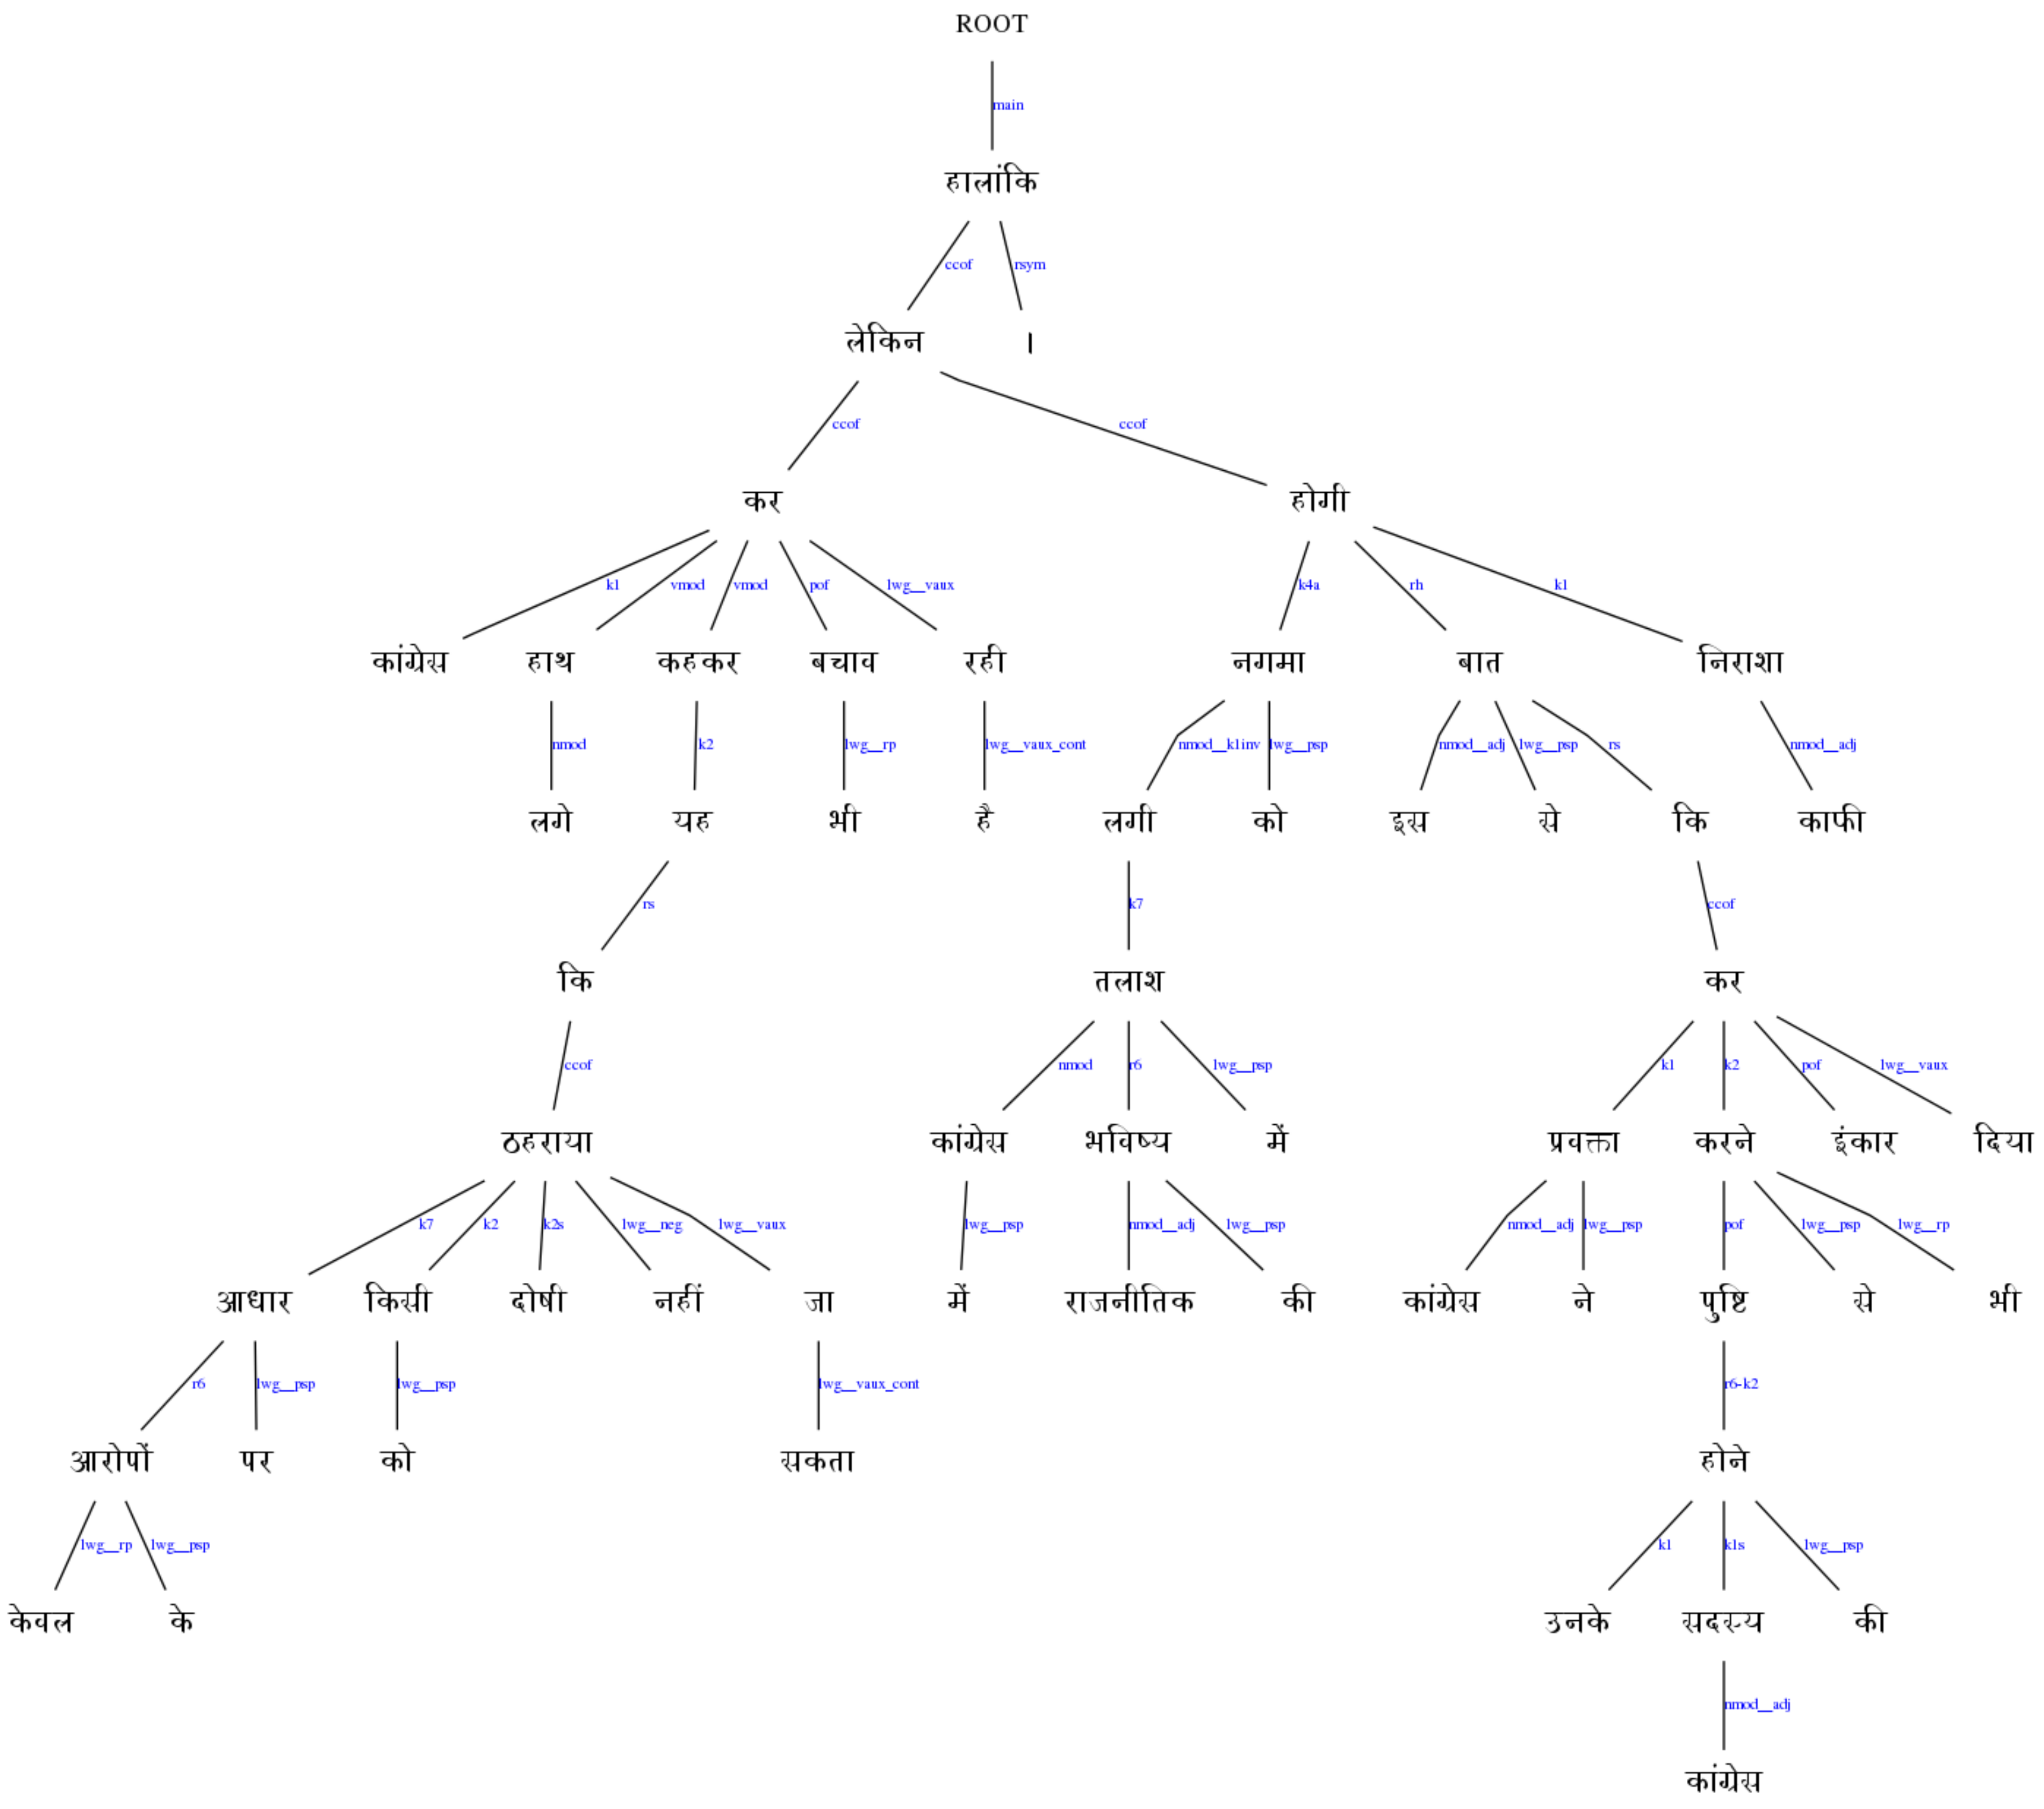 ROOT
main
हालांकि
ccof rsym
लेकिन ।
ccof ccof
कर होगी
k1 vmod vmod pof lwg__vaux k4a rh k1
कांग्रेस हाथ कहकर बचाव रही नगमा बात निराशा
nmod k2 lwg__rp lwg__vaux_cont nmod__k1inv lwg__psp nmod__adj lwg__psp rs nmod__adj
लगे यह भी है लगी को इस से कि काफी
rs k7 ccof
कि तलाश कर
ccof nmod r6 lwg__psp k1 k2 pof lwg__vaux
ठहराया कांग्रेस भविष्य में प्रवक्ता करने इंकार दिया
k7 k2 k2s lwg__neg lwg__vaux lwg__psp nmod__adj lwg__psp nmod__adj lwg__psp pof lwg__psp lwg__rp
आधार किसी दोषी नहीं जा में राजनीतिक की कांग्रेस ने पुष्टि से भी
r6 lwg__psp lwg__psp lwg__vaux_cont r6-k2
आरोपों पर को सकता होने
lwg__rp lwg__psp k1 k1s lwg__psp
केवल के उनके सदस्य की
nmod__adj
कांग्रेस